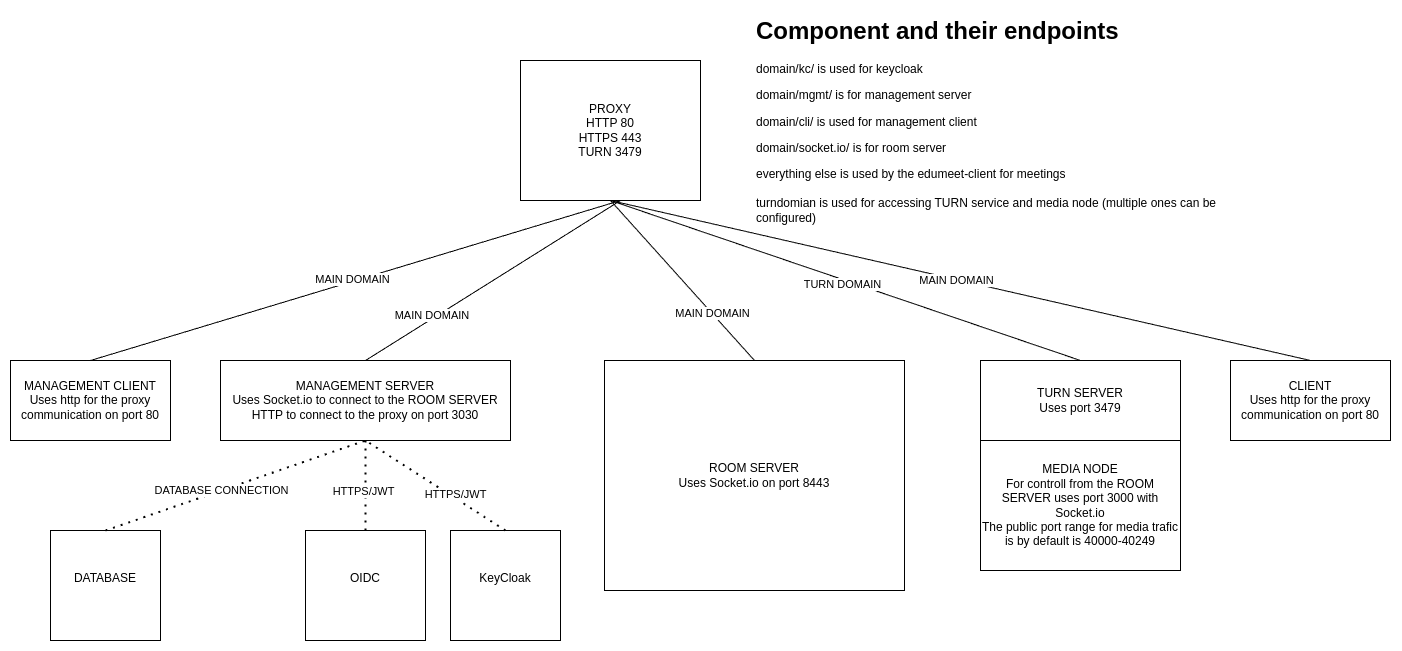 Component and their endpoints
domain/kc/ is used for keycloak
domain/mgmt/ is for management server
domain/cli/ is used for management client
domain/socket.io/ is for room server
everything else is used by the edumeet-client for meetings
turndomian is used for accessing TURN service and media node (multiple ones can be
configured)
PROXY
HTTP 80
HTTPS 443
TURN 3479
MAIN DOMAIN
MAIN DOMAIN
MAIN DOMAIN
TURN DOMAIN
MAIN DOMAIN
MANAGEMENT CLIENT
Uses http for the proxy
communication on port 80
MANAGEMENT SERVER
Uses Socket.io to connect to the ROOM SERVER
HTTP to connect to the proxy on port 3030
ROOM SERVER
Uses Socket.io on port 8443
TURN SERVER
Uses port 3479
MEDIA NODE
For controll from the ROOM
SERVER uses port 3000 with
Socket.io
The public port range for media trafic
is by default is 40000-40249
CLIENT
Uses http for the proxy
communication on port 80
DATABASE CONNECTION
HTTPS/JWT
HTTPS/JWT
DATABASE
OIDC
KeyCloak